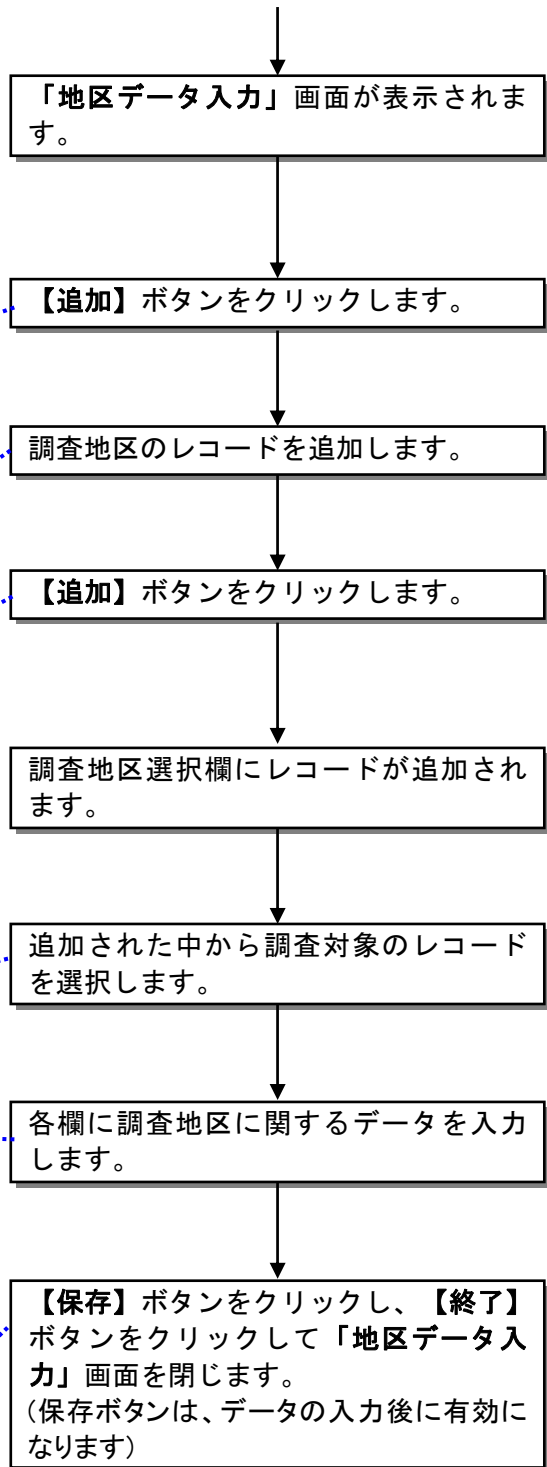 「地区データ入力」画面が表示されま
す。
【追加】ボタンをクリックします。
調査地区のレコードを追加します。
【追加】ボタンをクリックします。
調査地区選択欄にレコードが追加され
ます。
追加された中から調査対象のレコード
を選択します。
各欄に調査地区に関するデータを入力
します。
【保存】ボタンをクリックし、【終了】
ボタンをクリックして「地区データ入
力」画面を閉じます。
(保存ボタンは、データの入力後に有効に
なります)